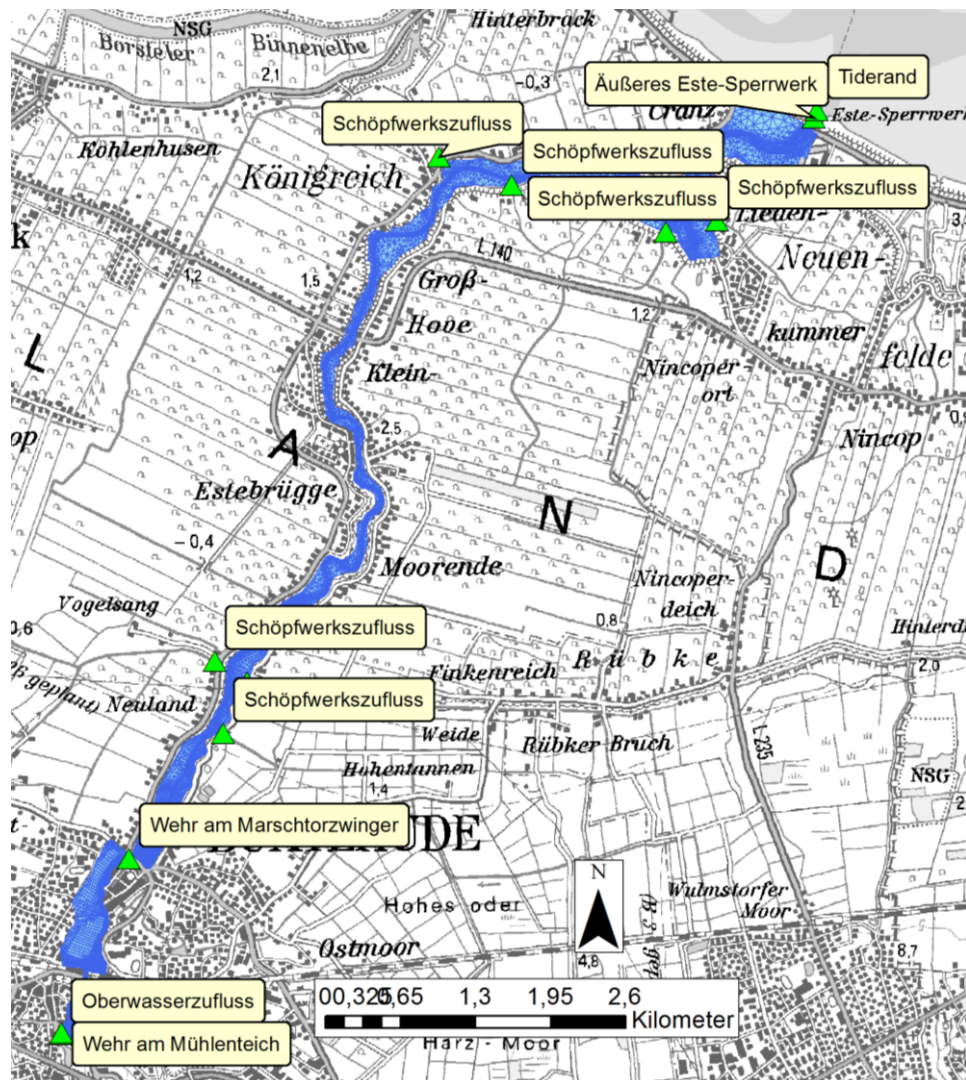 Hinterbrack
NSG
Borsteler Binnenelbe
2,1
-0,3
Äußeres Este-Sperrwerk
Tiderand
Cranz
Este-Sperrwerk
Schöpfwerkszufluss
Kohlenhusen
Königreich
Schöpfwerkszufluss
Schöpfwerkszufluss
Schöpfwerkszufluss
k
L 140
Neuen-
1,2
1,5
Groß-
Hove
1,2
kummer
felde
L
Klein-
Nincoper-
ort
op
2.5
Nincop
A
Estebrügge
N
-0,4
Moorende
D
Nincoper-
deich
Vogelsang
0,8
Schöpfwerkszufluss
Rübke
2,0
Finkenreich
geplant) Neuland
Schöpfwerkszufluss
Weide
Rübker Bruch
L 235
Hohentannen
1,4
NSG
Wehr am Marschtorzwinger
UDE
N
Wulmstorfer
Moor
Hohes oder
Ostmoor
4,8
8,7
Oberwasserzufluss
00,325 0,65 1,3 1,95 2,6
Kilometer
Wehr am Mühlenteich
Harz-Moor